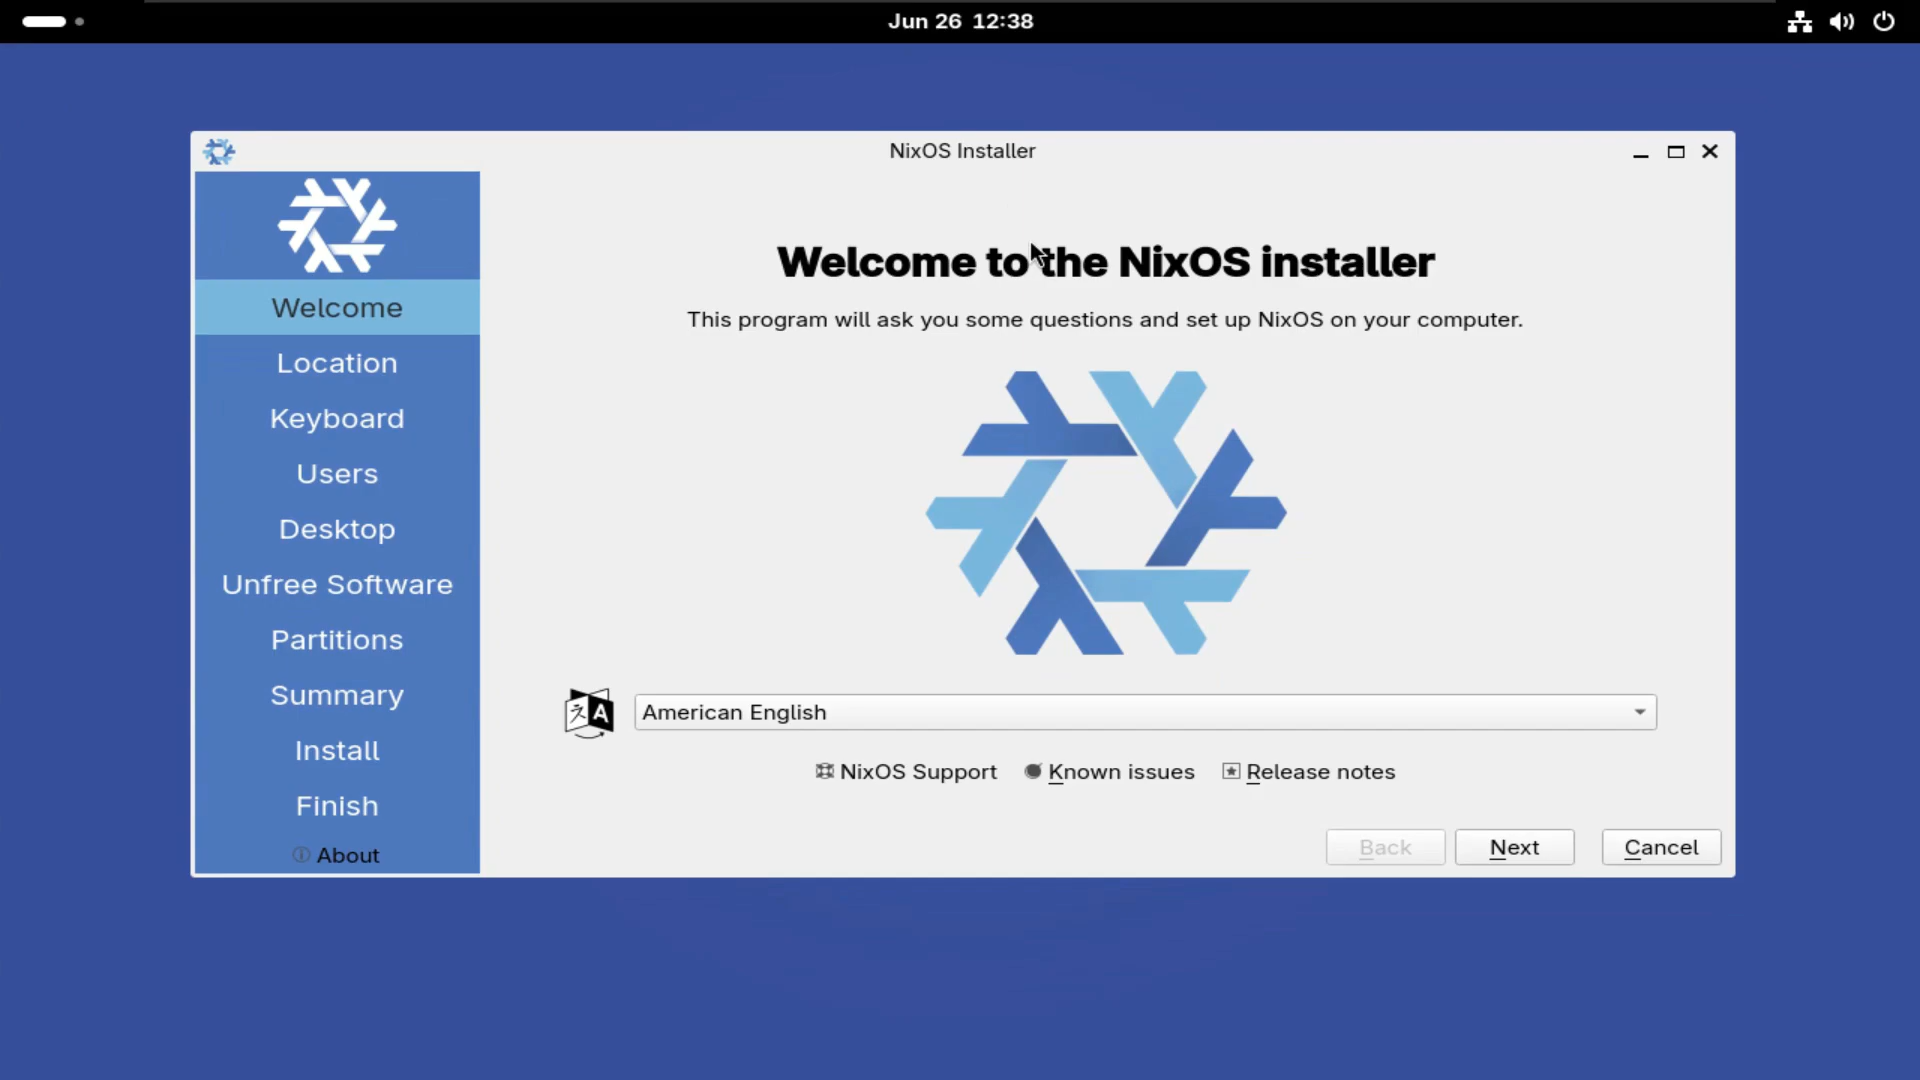 Jun 26 12:38
NixOS Installer
Welcome
Location
Keyboard
Users
Desktop
Unfree Software
Partitions
Summary
Install
Finish
About
Welcome to the NixOS installer
This program will ask you some questions and set up NixOS on your computer.
American English
NixOS Support Known issues Release notes
Back Next Cancel